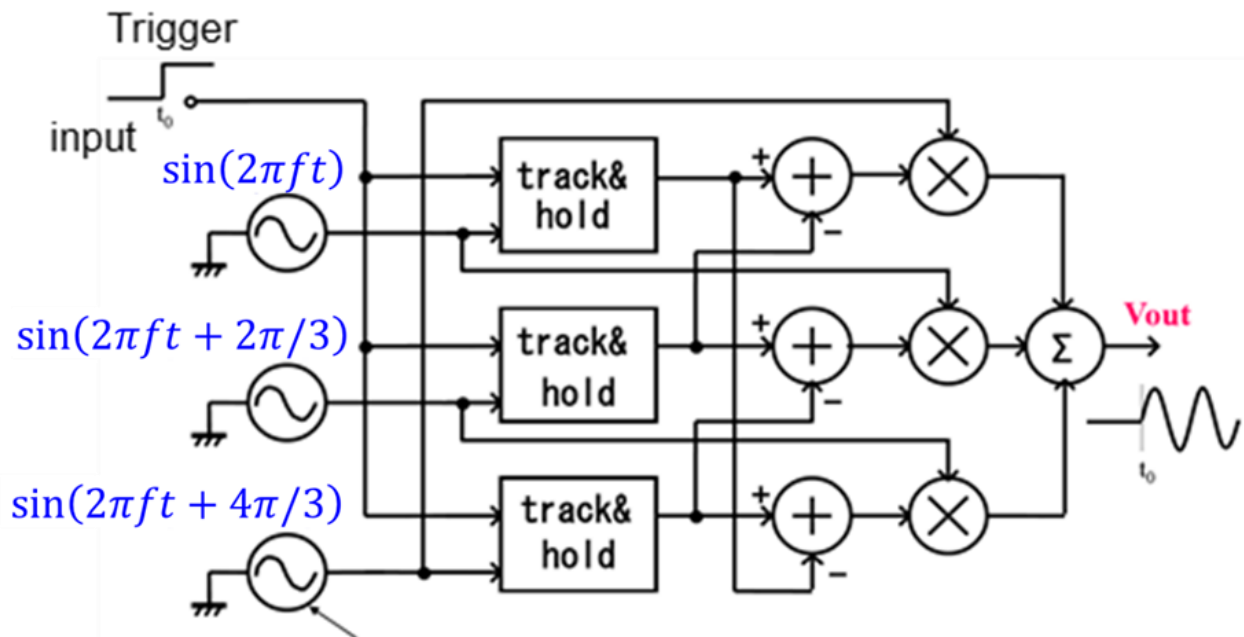 Trigger
t₀
input
sin(2πft)
track&
hold
+
+
−
sin(2πft + 2π/3)
track&
hold
+
+
−
Σ
Vout
t₀
sin(2πft + 4π/3)
track&
hold
+
+
−